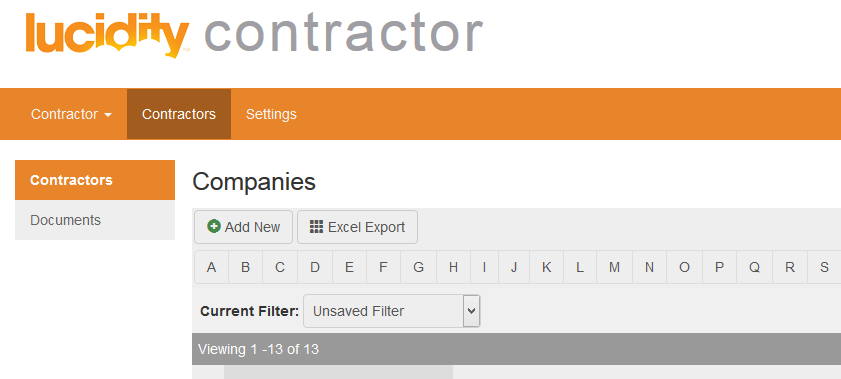 lucidity contractor
Contractor Contractors Settings
Contractors
Documents
Companies
Add New Excel Export
A B C D E F G H I J K L M N O P Q R S
Current Filter: Unsaved Filter
Viewing 1 -13 of 13